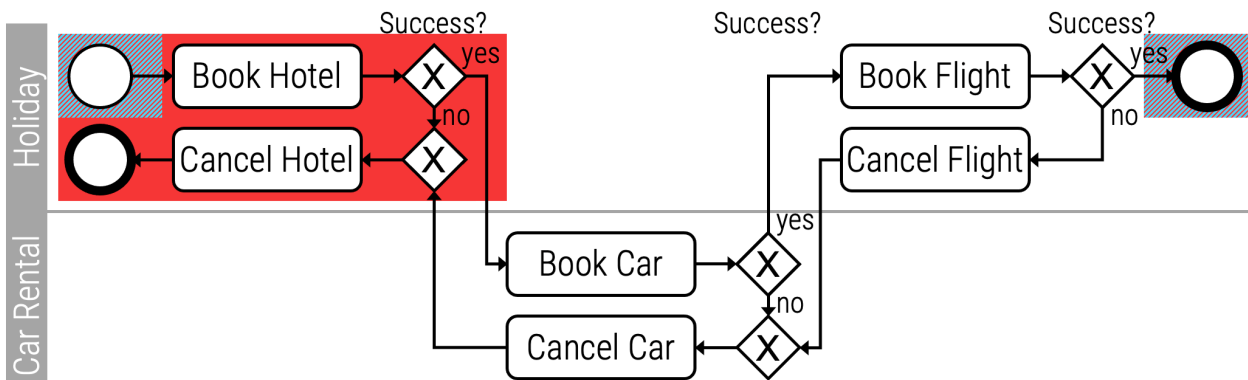 Success?
Success?
Success?
Holiday
Book Hotel
X
yes
Book Flight
X
yes
no
no
Cancel Hotel
X
Cancel Flight
Car Rental
yes
Book Car
X
no
Cancel Car
X